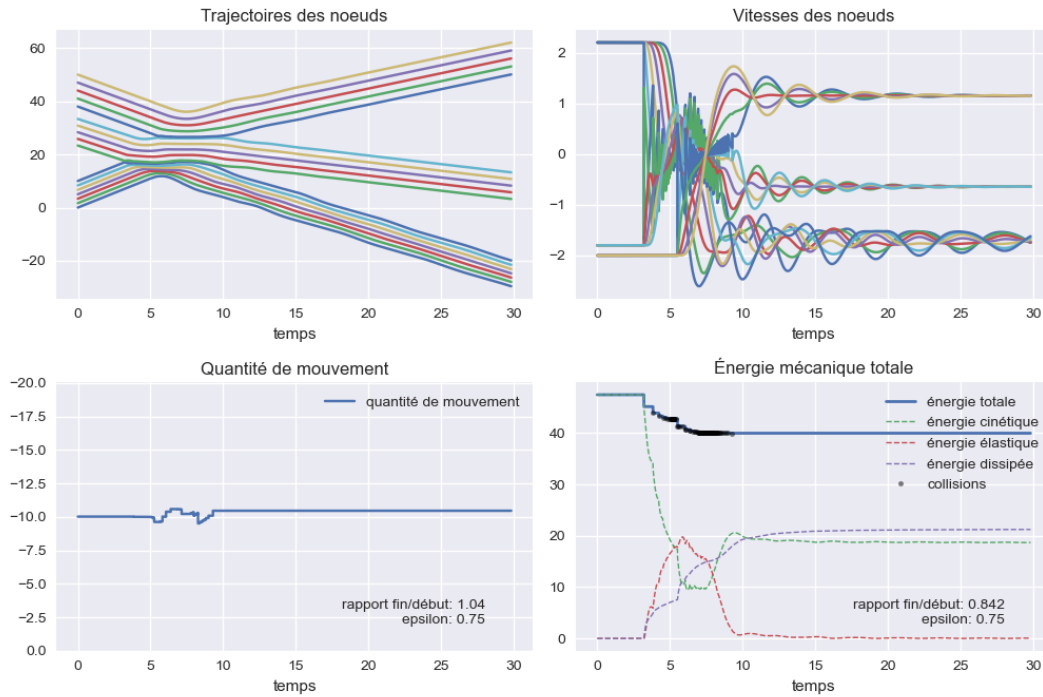 Trajectoires des noeuds
60
40
20
0
−20
0
5
10
15
20
25
30
temps
Vitesses des noeuds
2
1
0
−1
−2
0
5
10
15
20
25
30
temps
Quantité de mouvement
−20.0
−17.5
−15.0
−12.5
−10.0
−7.5
−5.0
−2.5
0.0
quantité de mouvement
rapport fin/début: 1.04
epsilon: 0.75
0
5
10
15
20
25
30
temps
Énergie mécanique totale
40
30
20
10
0
énergie totale
énergie cinétique
énergie élastique
énergie dissipée
collisions
rapport fin/début: 0.842
epsilon: 0.75
0
5
10
15
20
25
30
temps